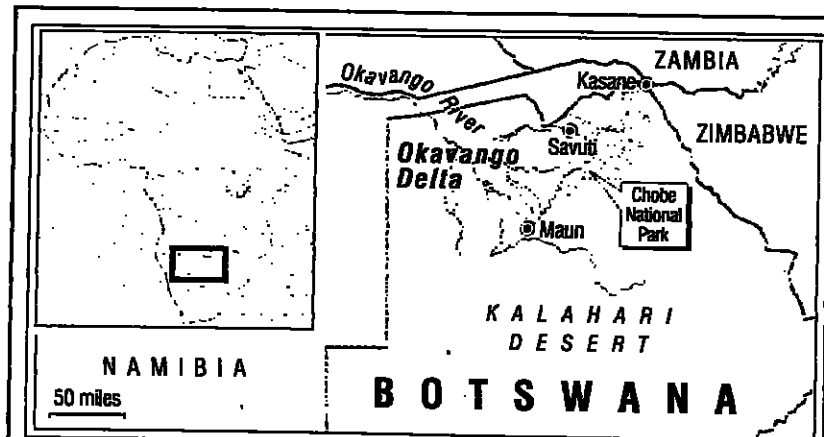 ZAMBIA
Okavango
River
Kasane
ZIMBABWE
Savuti
Okavango
Delta
Chobe
National
Park
Maun
KALAHARI
DESERT
NAMIBIA
50 miles
BOTSWANA